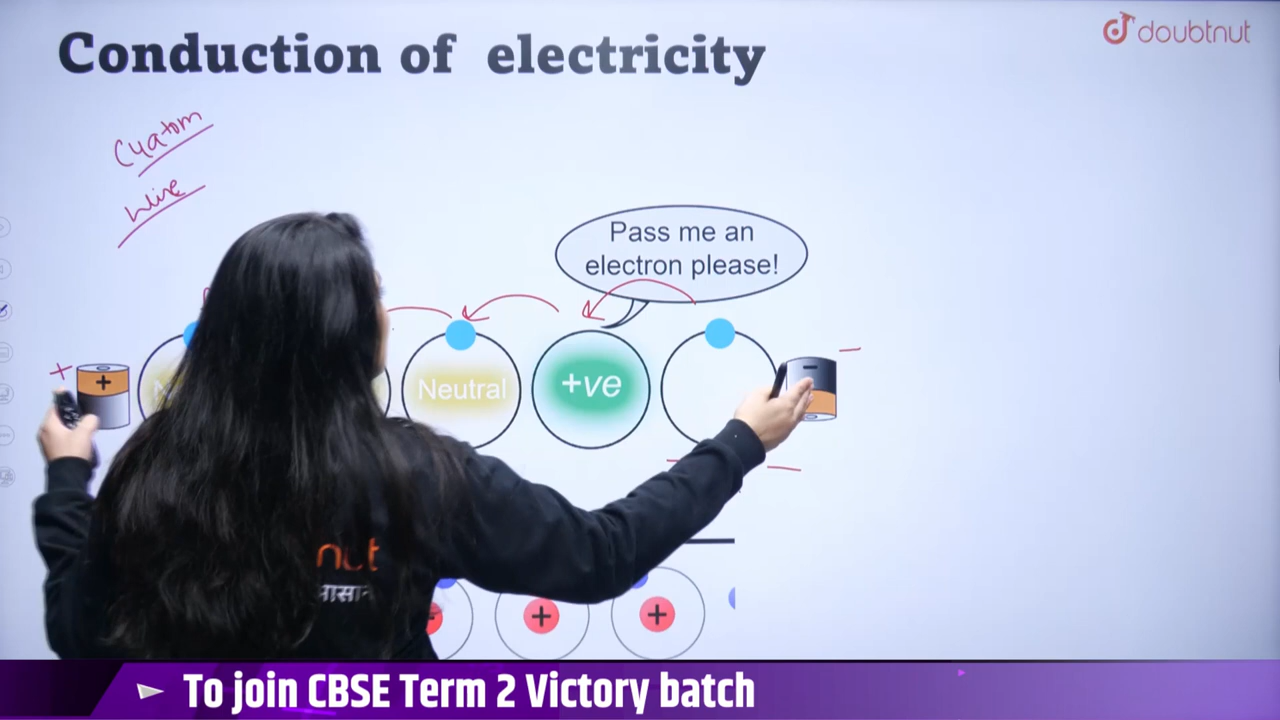 Conduction of electricity
doubtnut
Cu atom
wire
Pass me an
electron please!
+
+
Neutral
+ve
−
−
nut
+
+
To join CBSE Term 2 Victory batch